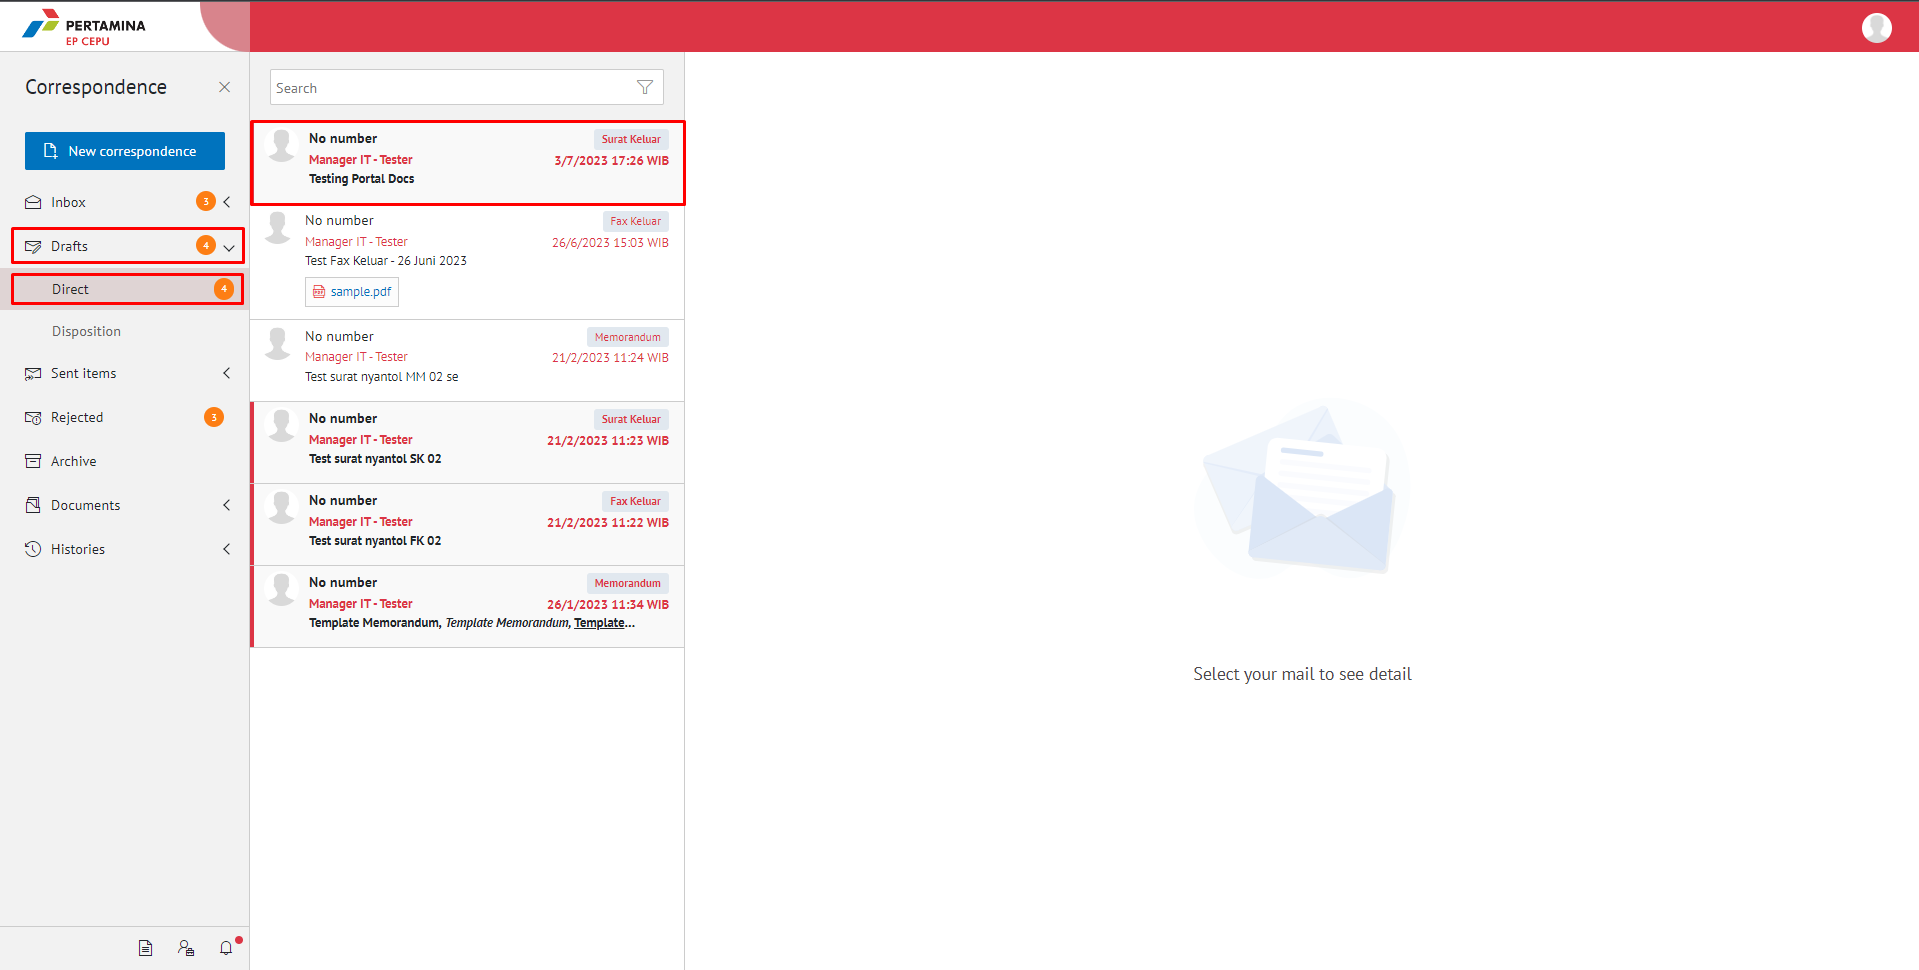 PERTAMINA
EP CEPU
Correspondence
New correspondence
Inbox 3
Drafts 4
Direct 4
Disposition
Sent items
Rejected 3
Archive
Documents
Histories
Search
No number Surat Keluar
Manager IT - Tester 3/7/2023 17:26 WIB
Testing Portal Docs
No number Fax Keluar
Manager IT - Tester 26/6/2023 15:03 WIB
Test Fax Keluar - 26 Juni 2023
PDF sample.pdf
No number Memorandum
Manager IT - Tester 21/2/2023 11:24 WIB
Test surat nyantol MM 02 se
No number Surat Keluar
Manager IT - Tester 21/2/2023 11:23 WIB
Test surat nyantol SK 02
No number Fax Keluar
Manager IT - Tester 21/2/2023 11:22 WIB
Test surat nyantol FK 02
No number Memorandum
Manager IT - Tester 26/1/2023 11:34 WIB
Template Memorandum, Template Memorandum, Template...
Select your mail to see detail